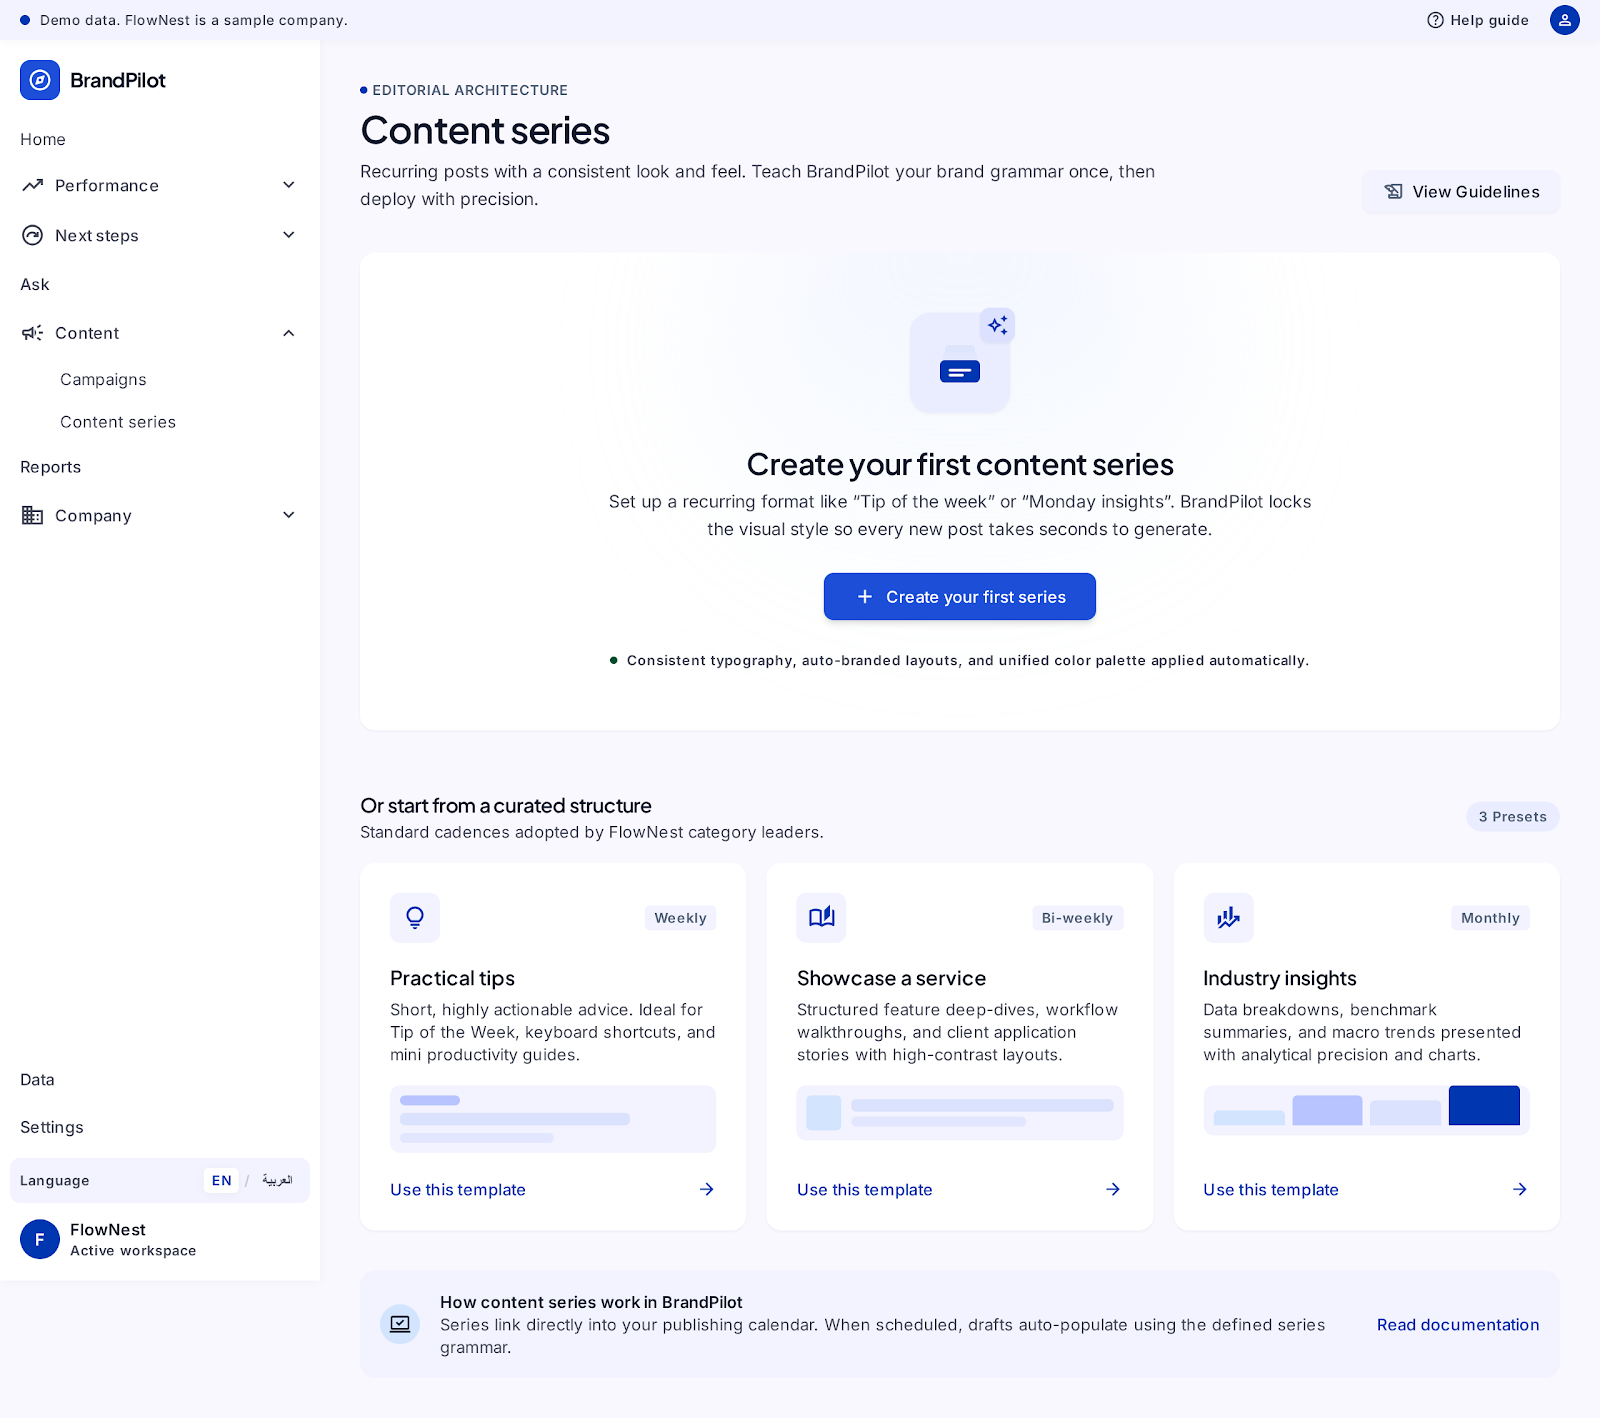 Demo data. FlowNest is a sample company.
Help guide
BrandPilot
Home
Performance
Next steps
Ask
Content
Campaigns
Content series
Reports
Company
Data
Settings
Language
EN / العربية
F
FlowNest
Active workspace
EDITORIAL ARCHITECTURE
Content series
Recurring posts with a consistent look and feel. Teach BrandPilot your brand grammar once, then
deploy with precision.
View Guidelines
Create your first content series
Set up a recurring format like “Tip of the week” or “Monday insights”. BrandPilot locks
the visual style so every new post takes seconds to generate.
Create your first series
Consistent typography, auto-branded layouts, and unified color palette applied automatically.
Or start from a curated structure
Standard cadences adopted by FlowNest category leaders.
3 Presets
Weekly
Practical tips
Short, highly actionable advice. Ideal for
Tip of the Week, keyboard shortcuts, and
mini productivity guides.
Use this template
Bi-weekly
Showcase a service
Structured feature deep-dives, workflow
walkthroughs, and client application
stories with high-contrast layouts.
Use this template
Monthly
Industry insights
Data breakdowns, benchmark
summaries, and macro trends presented
with analytical precision and charts.
Use this template
How content series work in BrandPilot
Series link directly into your publishing calendar. When scheduled, drafts auto-populate using the defined series
grammar.
Read documentation